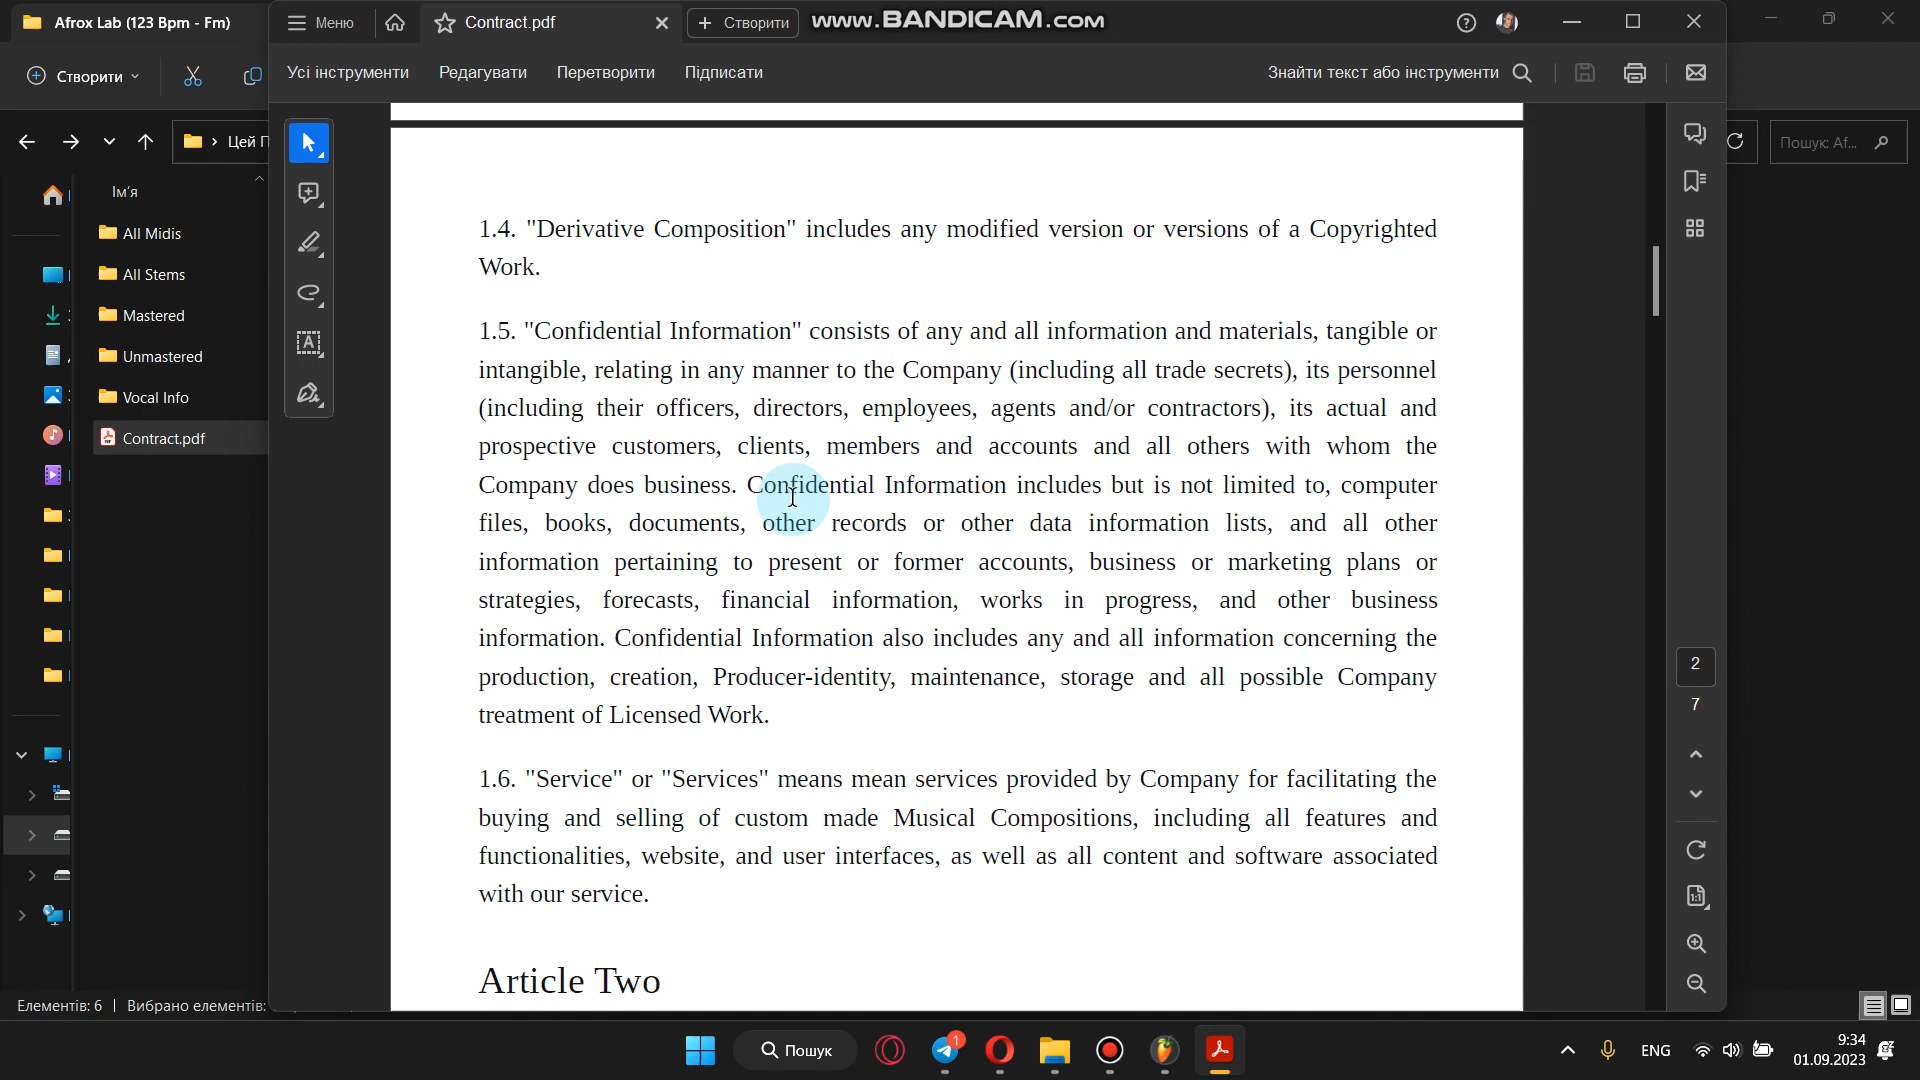 Afrox Lab (123 Bpm - Fm)
Меню
Contract.pdf
Створити
www.BANDICAM.com
Створити
Усі інструменти
Редагувати
Перетворити
Підписати
Знайти текст або інструменти
Цей П
Пошук: Af...
Ім'я
All Midis
All Stems
Mastered
Unmastered
Vocal Info
Contract.pdf
1.4. "Derivative Composition" includes any modified version or versions of a Copyrighted
Work.
1.5. "Confidential Information" consists of any and all information and materials, tangible or
intangible, relating in any manner to the Company (including all trade secrets), its personnel
(including their officers, directors, employees, agents and/or contractors), its actual and
prospective customers, clients, members and accounts and all others with whom the
Company does business. Confidential Information includes but is not limited to, computer
files, books, documents, other records or other data information lists, and all other
information pertaining to present or former accounts, business or marketing plans or
strategies, forecasts, financial information, works in progress, and other business
information. Confidential Information also includes any and all information concerning the
production, creation, Producer-identity, maintenance, storage and all possible Company
treatment of Licensed Work.
1.6. "Service" or "Services" means mean services provided by Company for facilitating the
buying and selling of custom made Musical Compositions, including all features and
functionalities, website, and user interfaces, as well as all content and software associated
with our service.
Article Two
2
7
1:1
Елементів: 6
Вибрано елементів:
Пошук
1
ENG
9:34
01.09.2023